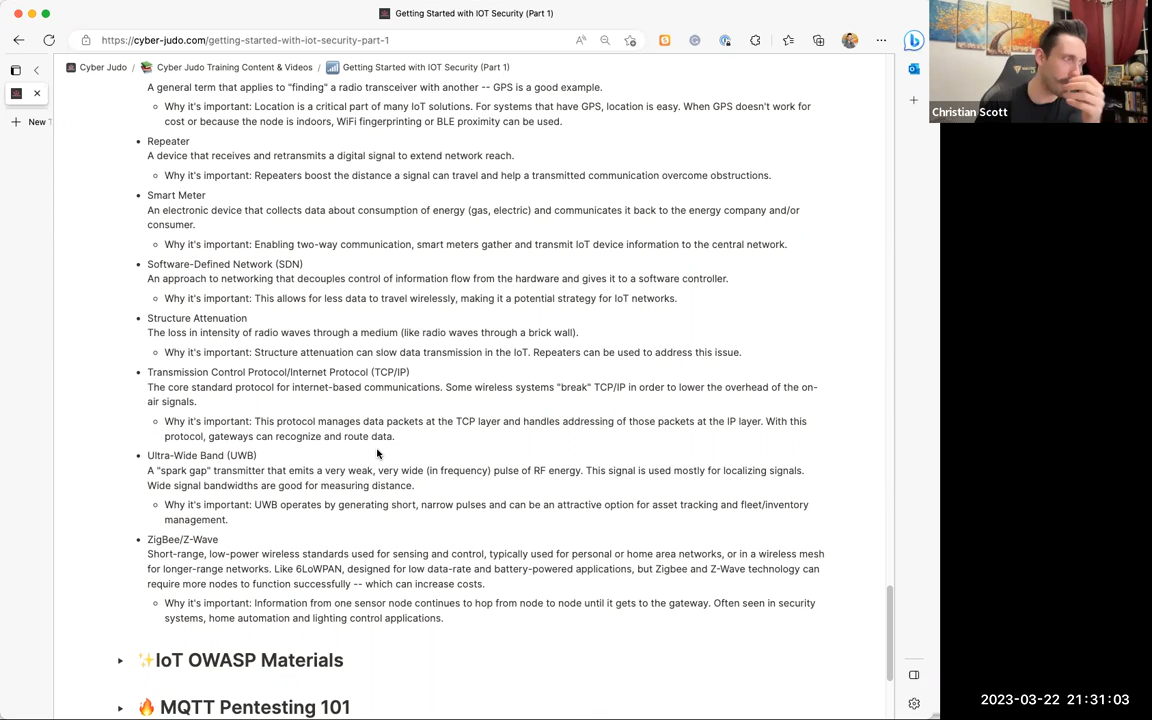 Getting Started with IOT Security (Part 1)
https://cyber-judo.com/getting-started-with-iot-security-part-1
Cyber Judo / Cyber Judo Training Content & Videos / Getting Started with IOT Security (Part 1)
New T
A general term that applies to "finding" a radio transceiver with another -- GPS is a good example.
Why it's important: Location is a critical part of many IoT solutions. For systems that have GPS, location is easy. When GPS doesn't work for
cost or because the node is indoors, WiFi fingerprinting or BLE proximity can be used.
Repeater
A device that receives and retransmits a digital signal to extend network reach.
Why it's important: Repeaters boost the distance a signal can travel and help a transmitted communication overcome obstructions.
Smart Meter
An electronic device that collects data about consumption of energy (gas, electric) and communicates it back to the energy company and/or
consumer.
Why it's important: Enabling two-way communication, smart meters gather and transmit IoT device information to the central network.
Software-Defined Network (SDN)
An approach to networking that decouples control of information flow from the hardware and gives it to a software controller.
Why it's important: This allows for less data to travel wirelessly, making it a potential strategy for IoT networks.
Structure Attenuation
The loss in intensity of radio waves through a medium (like radio waves through a brick wall).
Why it's important: Structure attenuation can slow data transmission in the IoT. Repeaters can be used to address this issue.
Transmission Control Protocol/Internet Protocol (TCP/IP)
The core standard protocol for internet-based communications. Some wireless systems "break" TCP/IP in order to lower the overhead of the on-
air signals.
Why it's important: This protocol manages data packets at the TCP layer and handles addressing of those packets at the IP layer. With this
protocol, gateways can recognize and route data.
Ultra-Wide Band (UWB)
A "spark gap" transmitter that emits a very weak, very wide (in frequency) pulse of RF energy. This signal is used mostly for localizing signals.
Wide signal bandwidths are good for measuring distance.
Why it's important: UWB operates by generating short, narrow pulses and can be an attractive option for asset tracking and fleet/inventory
management.
ZigBee/Z-Wave
Short-range, low-power wireless standards used for sensing and control, typically used for personal or home area networks, or in a wireless mesh
for longer-range networks. Like 6LoWPAN, designed for low data-rate and battery-powered applications, but Zigbee and Z-Wave technology can
require more nodes to function successfully -- which can increase costs.
Why it's important: Information from one sensor node continues to hop from node to node until it gets to the gateway. Often seen in security
systems, home automation and lighting control applications.
✨IoT OWASP Materials
🔥 MQTT Pentesting 101
Christian Scott
2023-03-22 21:31:03